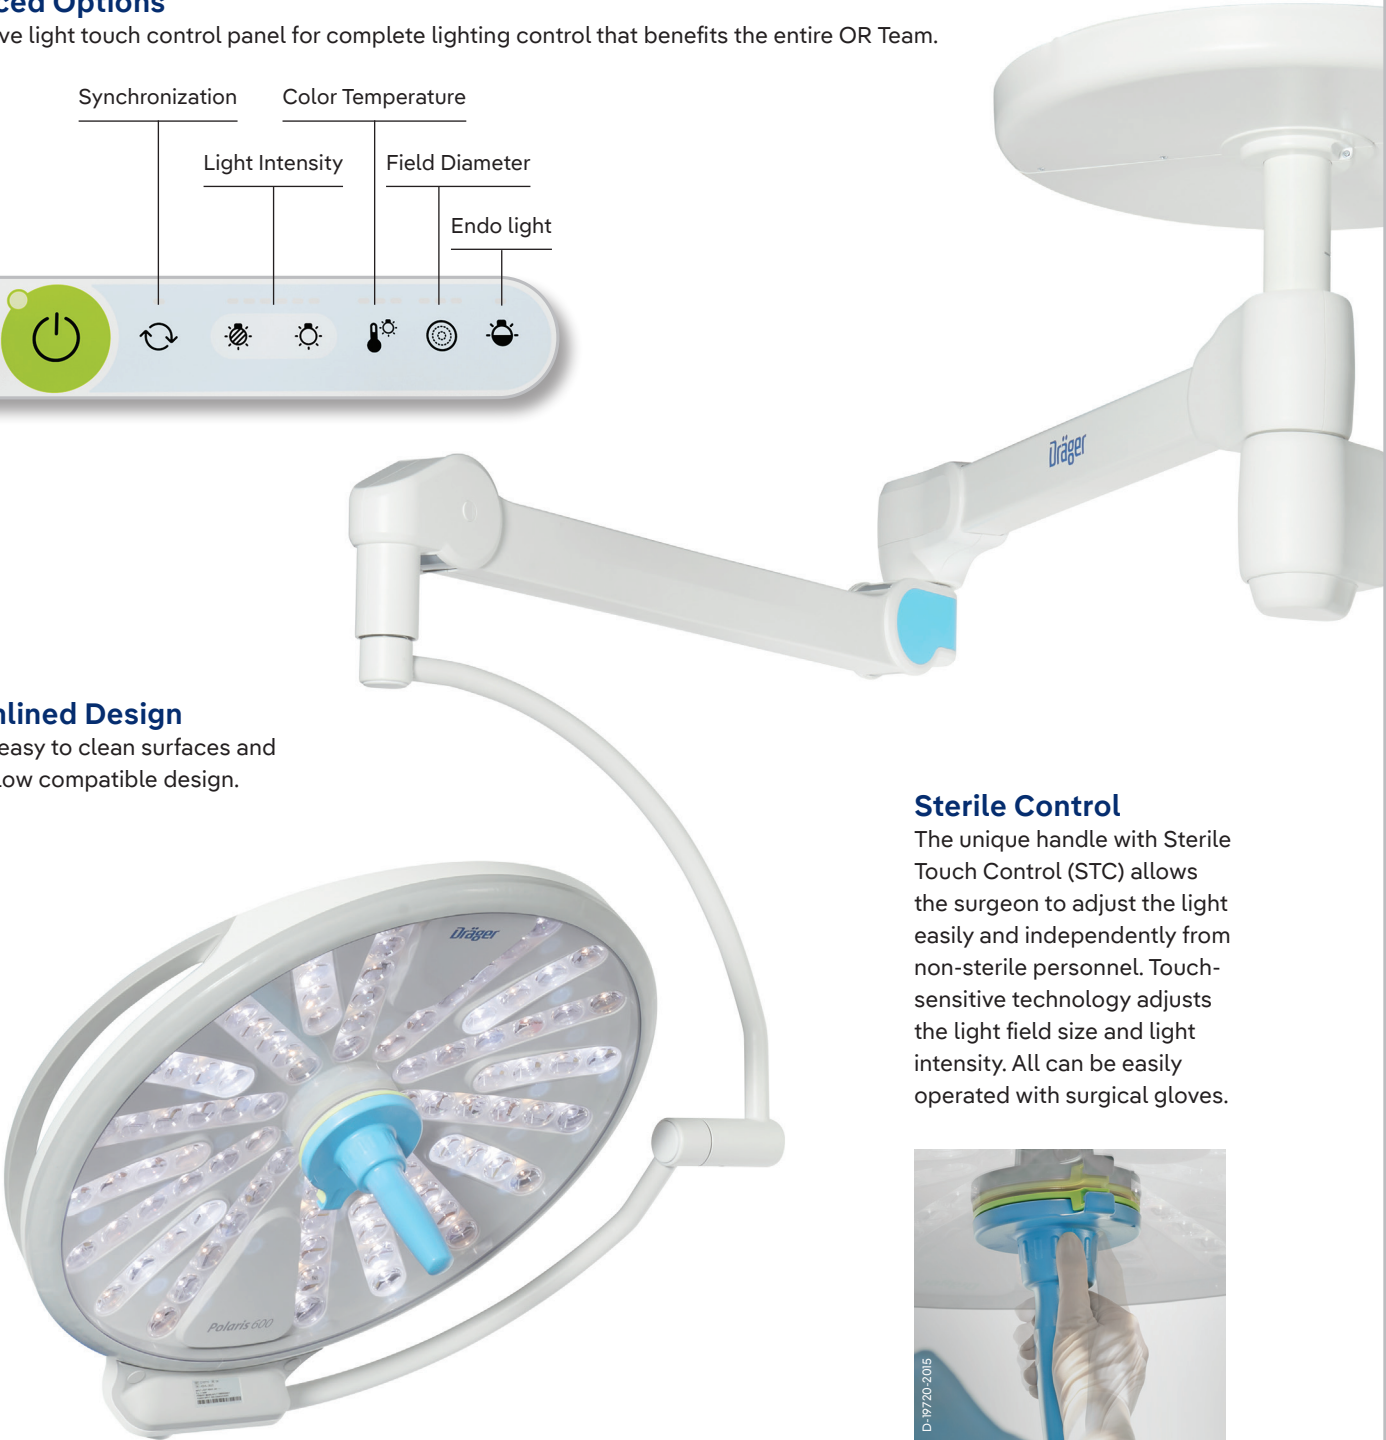 ced Options
ve light touch control panel for complete lighting control that benefits the entire OR Team.
Synchronization
Color Temperature
Light Intensity
Field Diameter
Endo light
Dräger
nlined Design
easy to clean surfaces and
low compatible design.
Sterile Control
The unique handle with Sterile
Touch Control (STC) allows
the surgeon to adjust the light
easily and independently from
non-sterile personnel. Touch-
sensitive technology adjusts
the light field size and light
intensity. All can be easily
operated with surgical gloves.
Dräger
Polaris 600
D-19720-2015